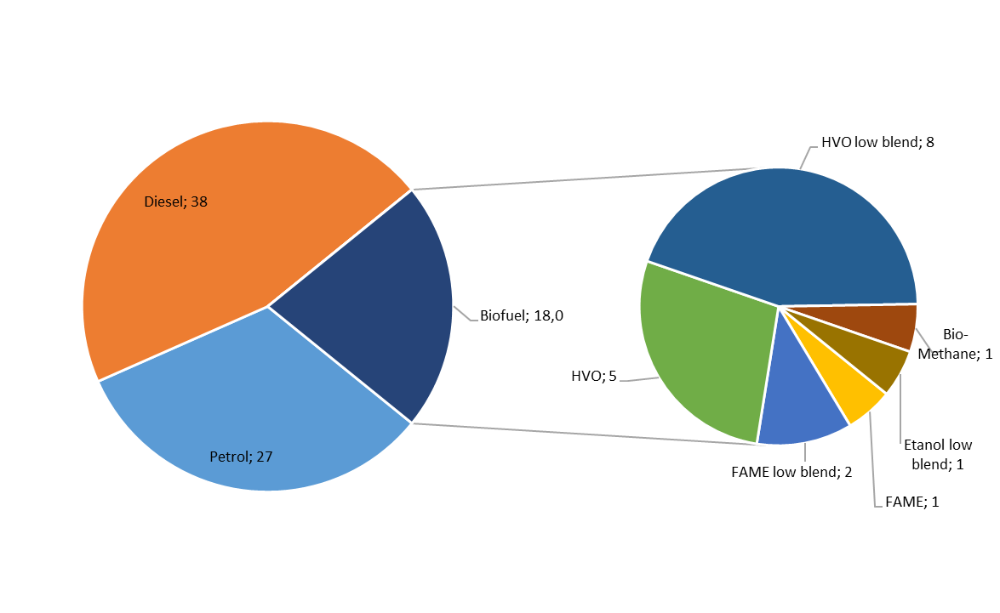 HVO low blend; 8
Diesel; 38
Biofuel; 18,0
Bio-
Methane; 1
HVO; 5
Etanol low
blend; 1
Petrol; 27
FAME low blend; 2
FAME; 1